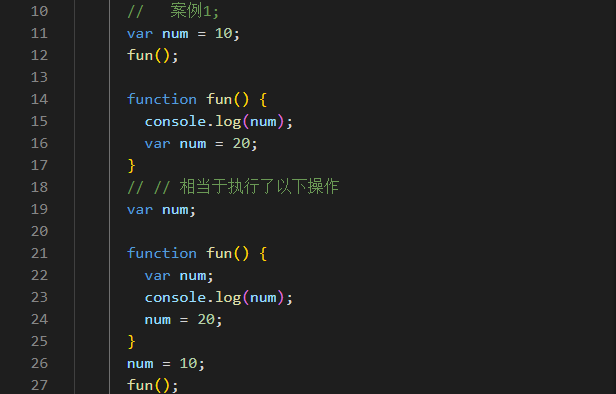 10 //   案例1;
11 var num = 10;
12 fun();
13
14 function fun() {
15   console.log(num);
16   var num = 20;
17 }
18 // // 相当于执行了以下操作
19 var num;
20
21 function fun() {
22   var num;
23   console.log(num);
24   num = 20;
25 }
26 num = 10;
27 fun();